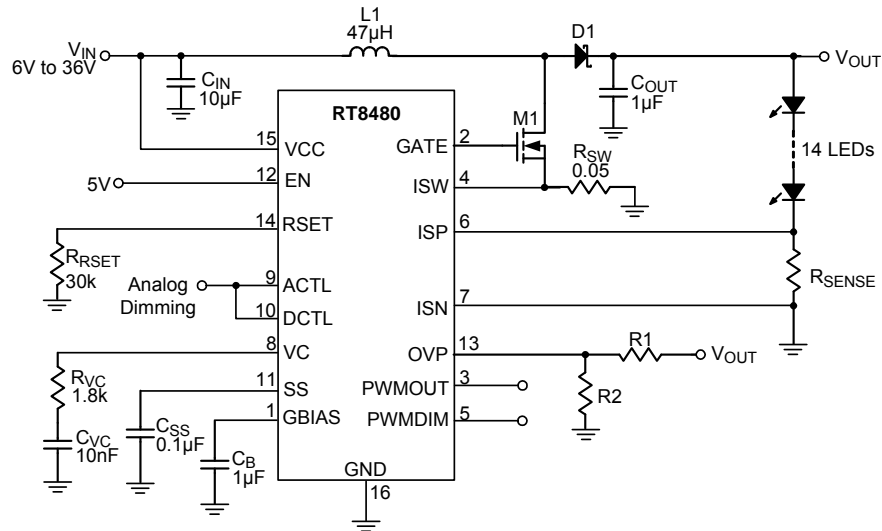 L1
47µH
D1
VIN
6V to 36V
VOUT
CIN
10µF
COUT
1µF
RT8480
M1
15
VCC
GATE
2
14 LEDs
RSW
0.05
12
EN
5V
ISW
4
14
RSET
ISP
6
RRSET
30k
RSENSE
Analog
Dimming
9
ACTL
10
DCTL
ISN
7
8
VC
OVP
13
R1
VOUT
RVC
1.8k
11
SS
PWMOUT
3
R2
1
GBIAS
PWMDIM
5
CVC
10nF
CSS
0.1µF
CB
1µF
GND
16